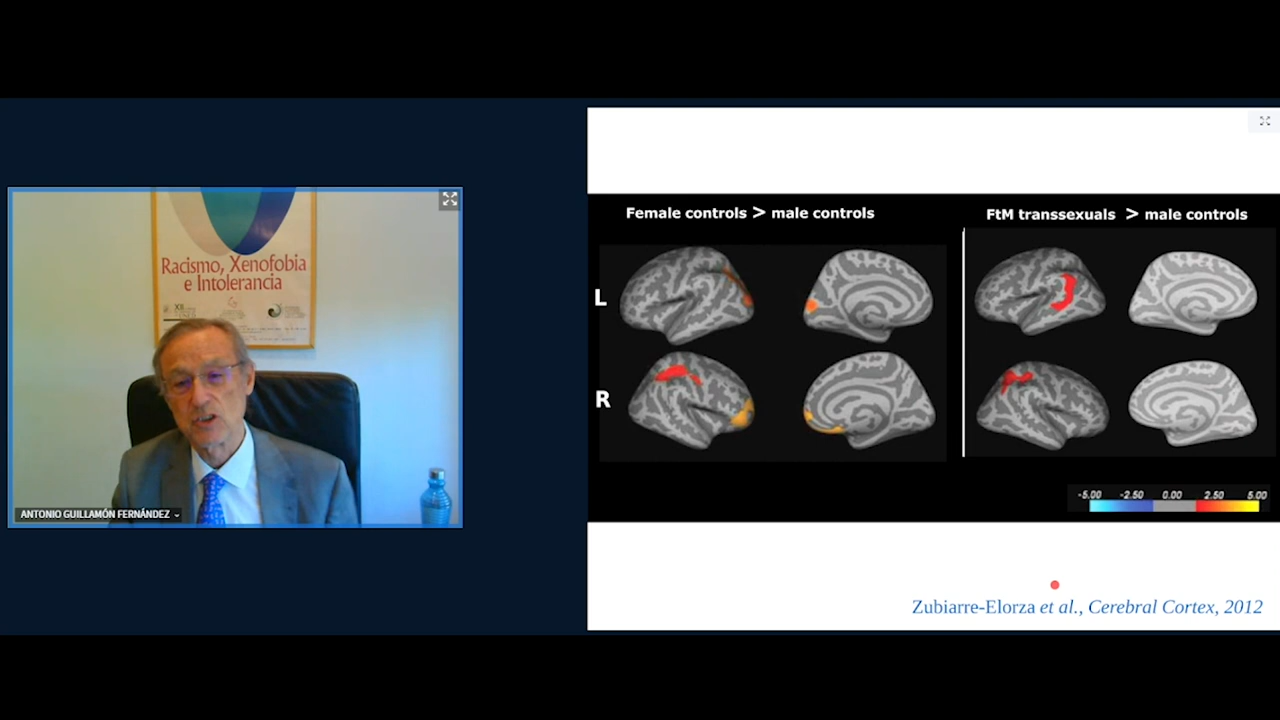 Racismo, Xenofobia
e Intolerancia
XII
ANTONIO GUILLAMÓN FERNÁNDEZ
Female controls > male controls
FtM transsexuals > male controls
L
R
-5.00 -2.50 0.00 2.50 5.00
Zubiarre-Elorza et al., Cerebral Cortex, 2012